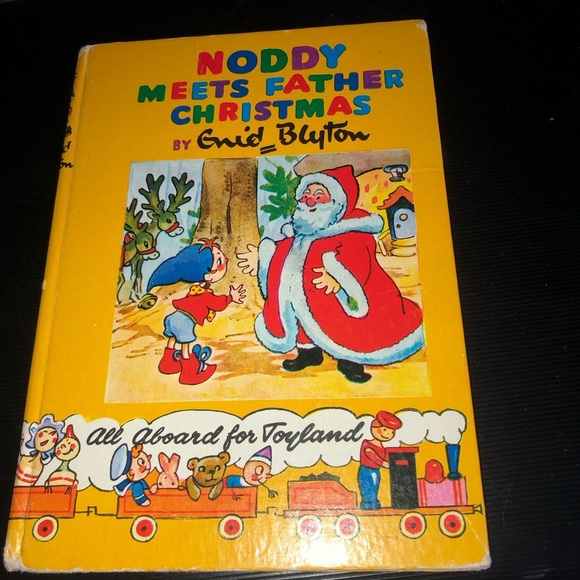 NODDY
MEETS FATHER
CHRISTMAS
BY Enid Blyton
All Aboard for Toyland